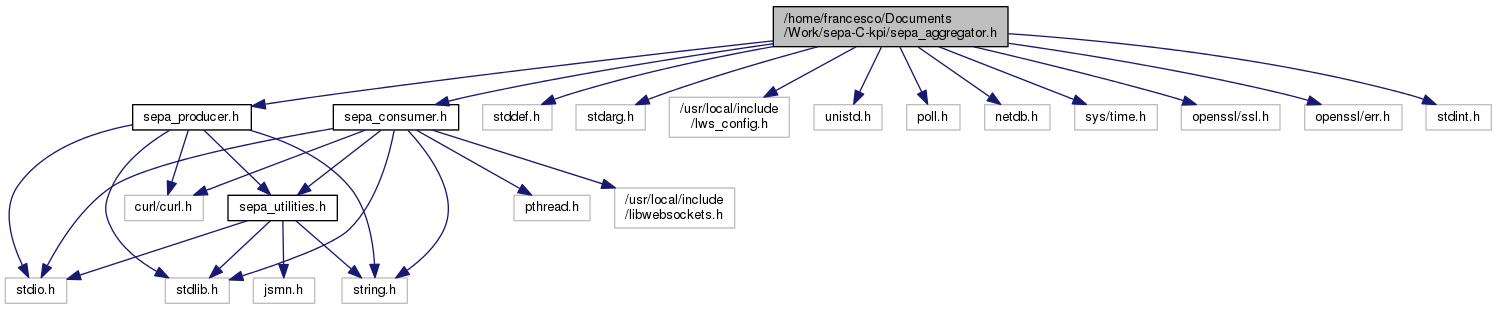 /home/francesco/Documents
/Work/sepa-C-kpi/sepa_aggregator.h
sepa_producer.h
sepa_consumer.h
stddef.h
stdarg.h
/usr/local/include
/lws_config.h
unistd.h
poll.h
netdb.h
sys/time.h
openssl/ssl.h
openssl/err.h
stdint.h
curl/curl.h
sepa_utilities.h
pthread.h
/usr/local/include
/libwebsockets.h
stdio.h
stdlib.h
jsmn.h
string.h